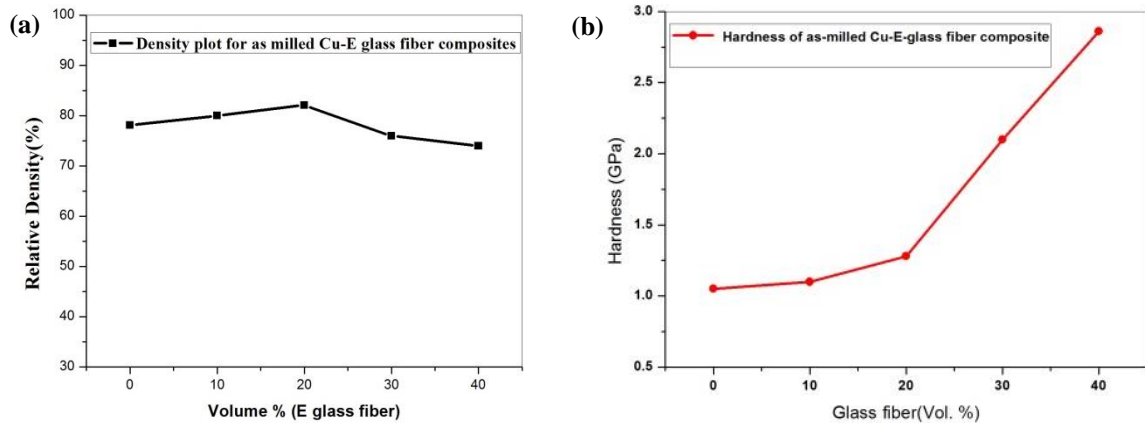 (a)
100
90
80
70
60
50
40
30
Density plot for as milled Cu-E glass fiber composites
Relative Density(%)
0 10 20 30 40
Volume % (E glass fiber)
(b)
3.0
2.5
2.0
1.5
1.0
0.5
Hardness of as-milled Cu-E-glass fiber composite
Hardness (GPa)
0 10 20 30 40
Glass fiber(Vol. %)